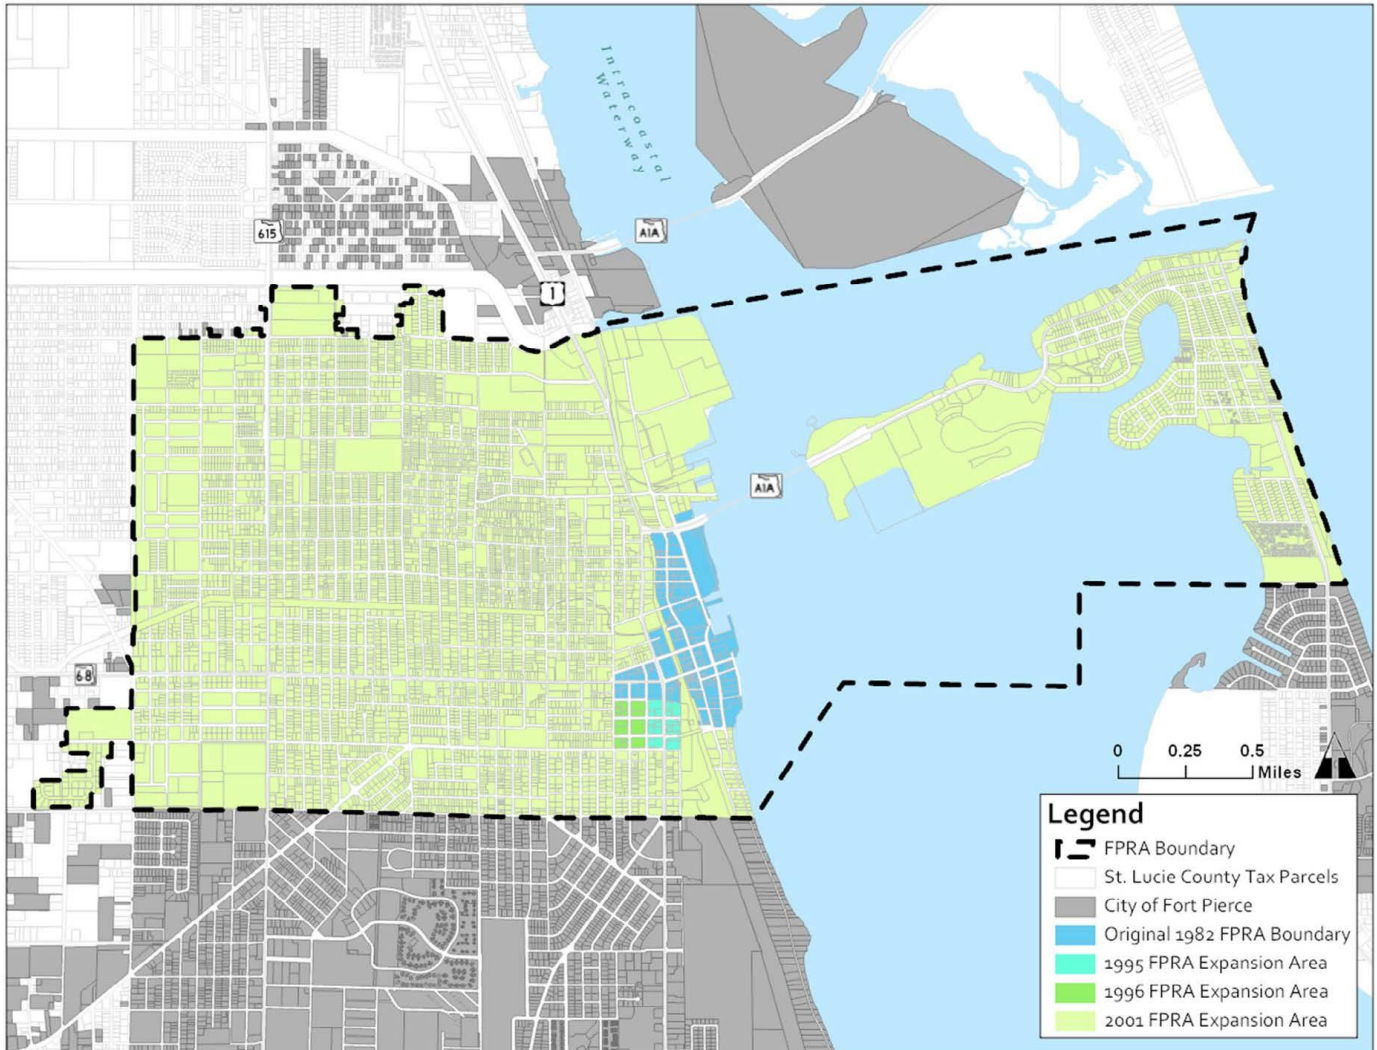 Intracoastal
Waterway
615
A1A
1
A1A
68
0 0.25 0.5
Miles
Legend
FPRA Boundary
St. Lucie County Tax Parcels
City of Fort Pierce
Original 1982 FPRA Boundary
1995 FPRA Expansion Area
1996 FPRA Expansion Area
2001 FPRA Expansion Area